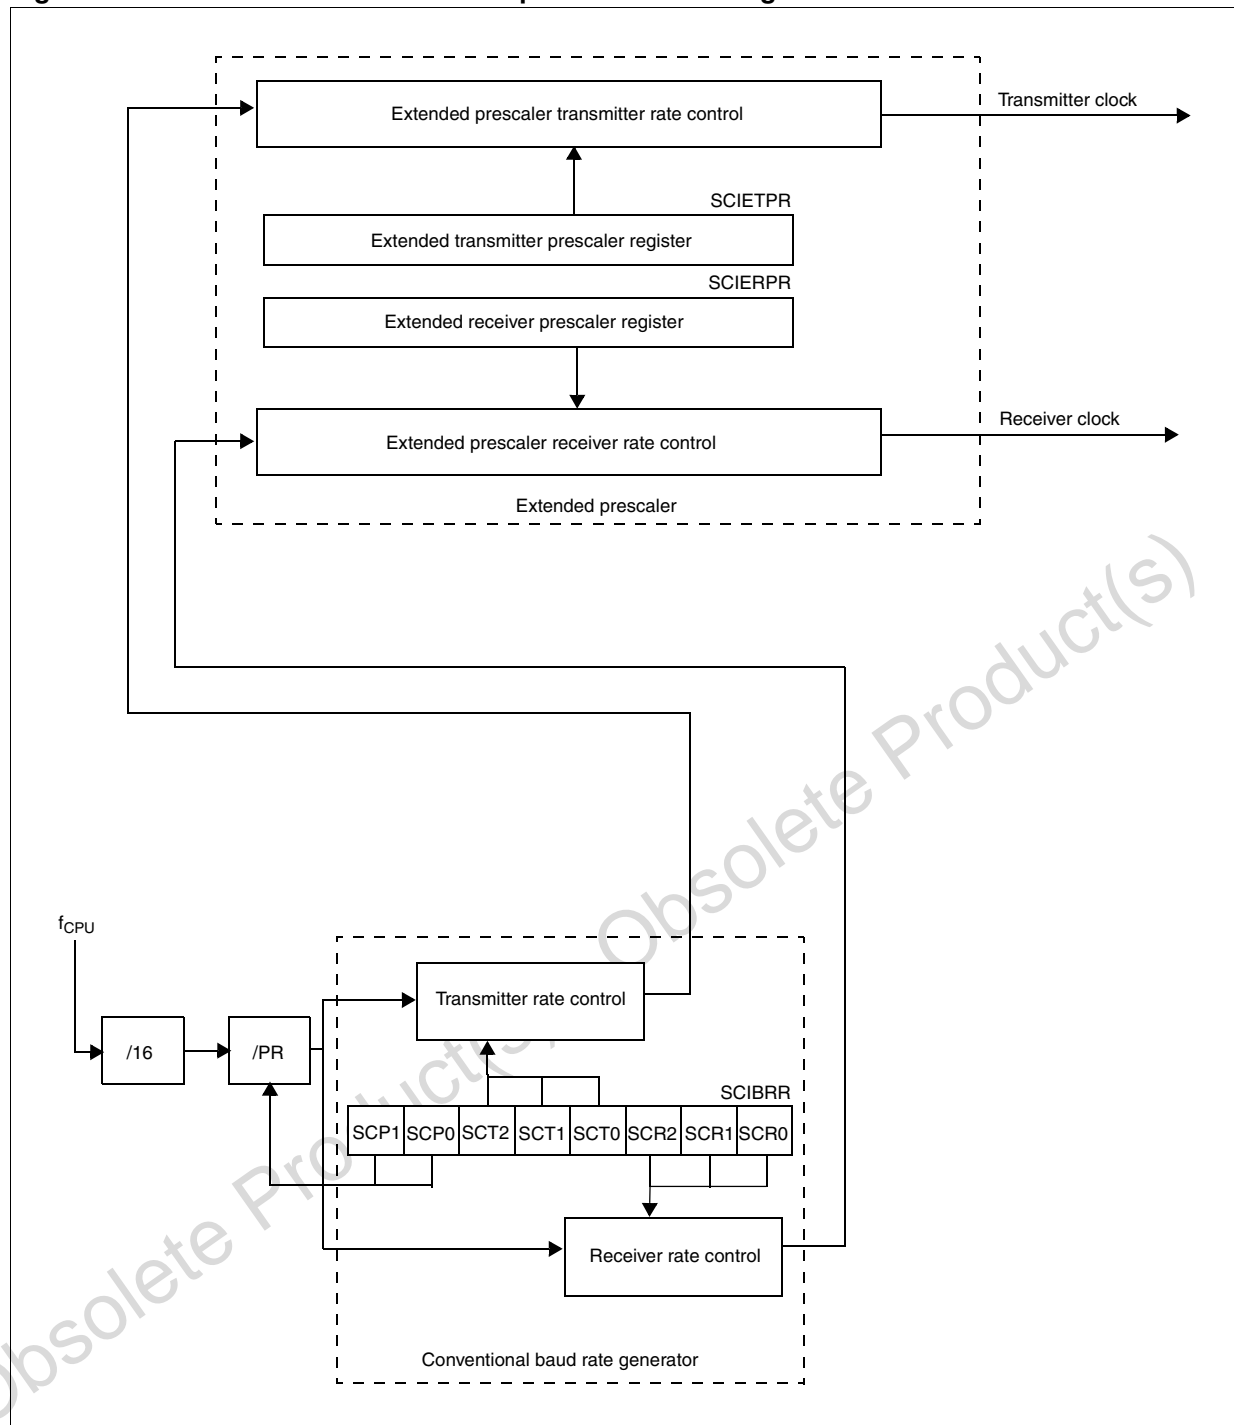 Extended prescaler transmitter rate control
Transmitter clock
SCIETPR
Extended transmitter prescaler register
SCIERPR
Extended receiver prescaler register
Extended prescaler receiver rate control
Receiver clock
Extended prescaler
fCPU
Transmitter rate control
/16
/PR
SCIBRR
SCP1 SCP0 SCT2 SCT1 SCT0 SCR2 SCR1 SCR0
Receiver rate control
Conventional baud rate generator
Obsolete Product(s)
Obsolete Product(s)